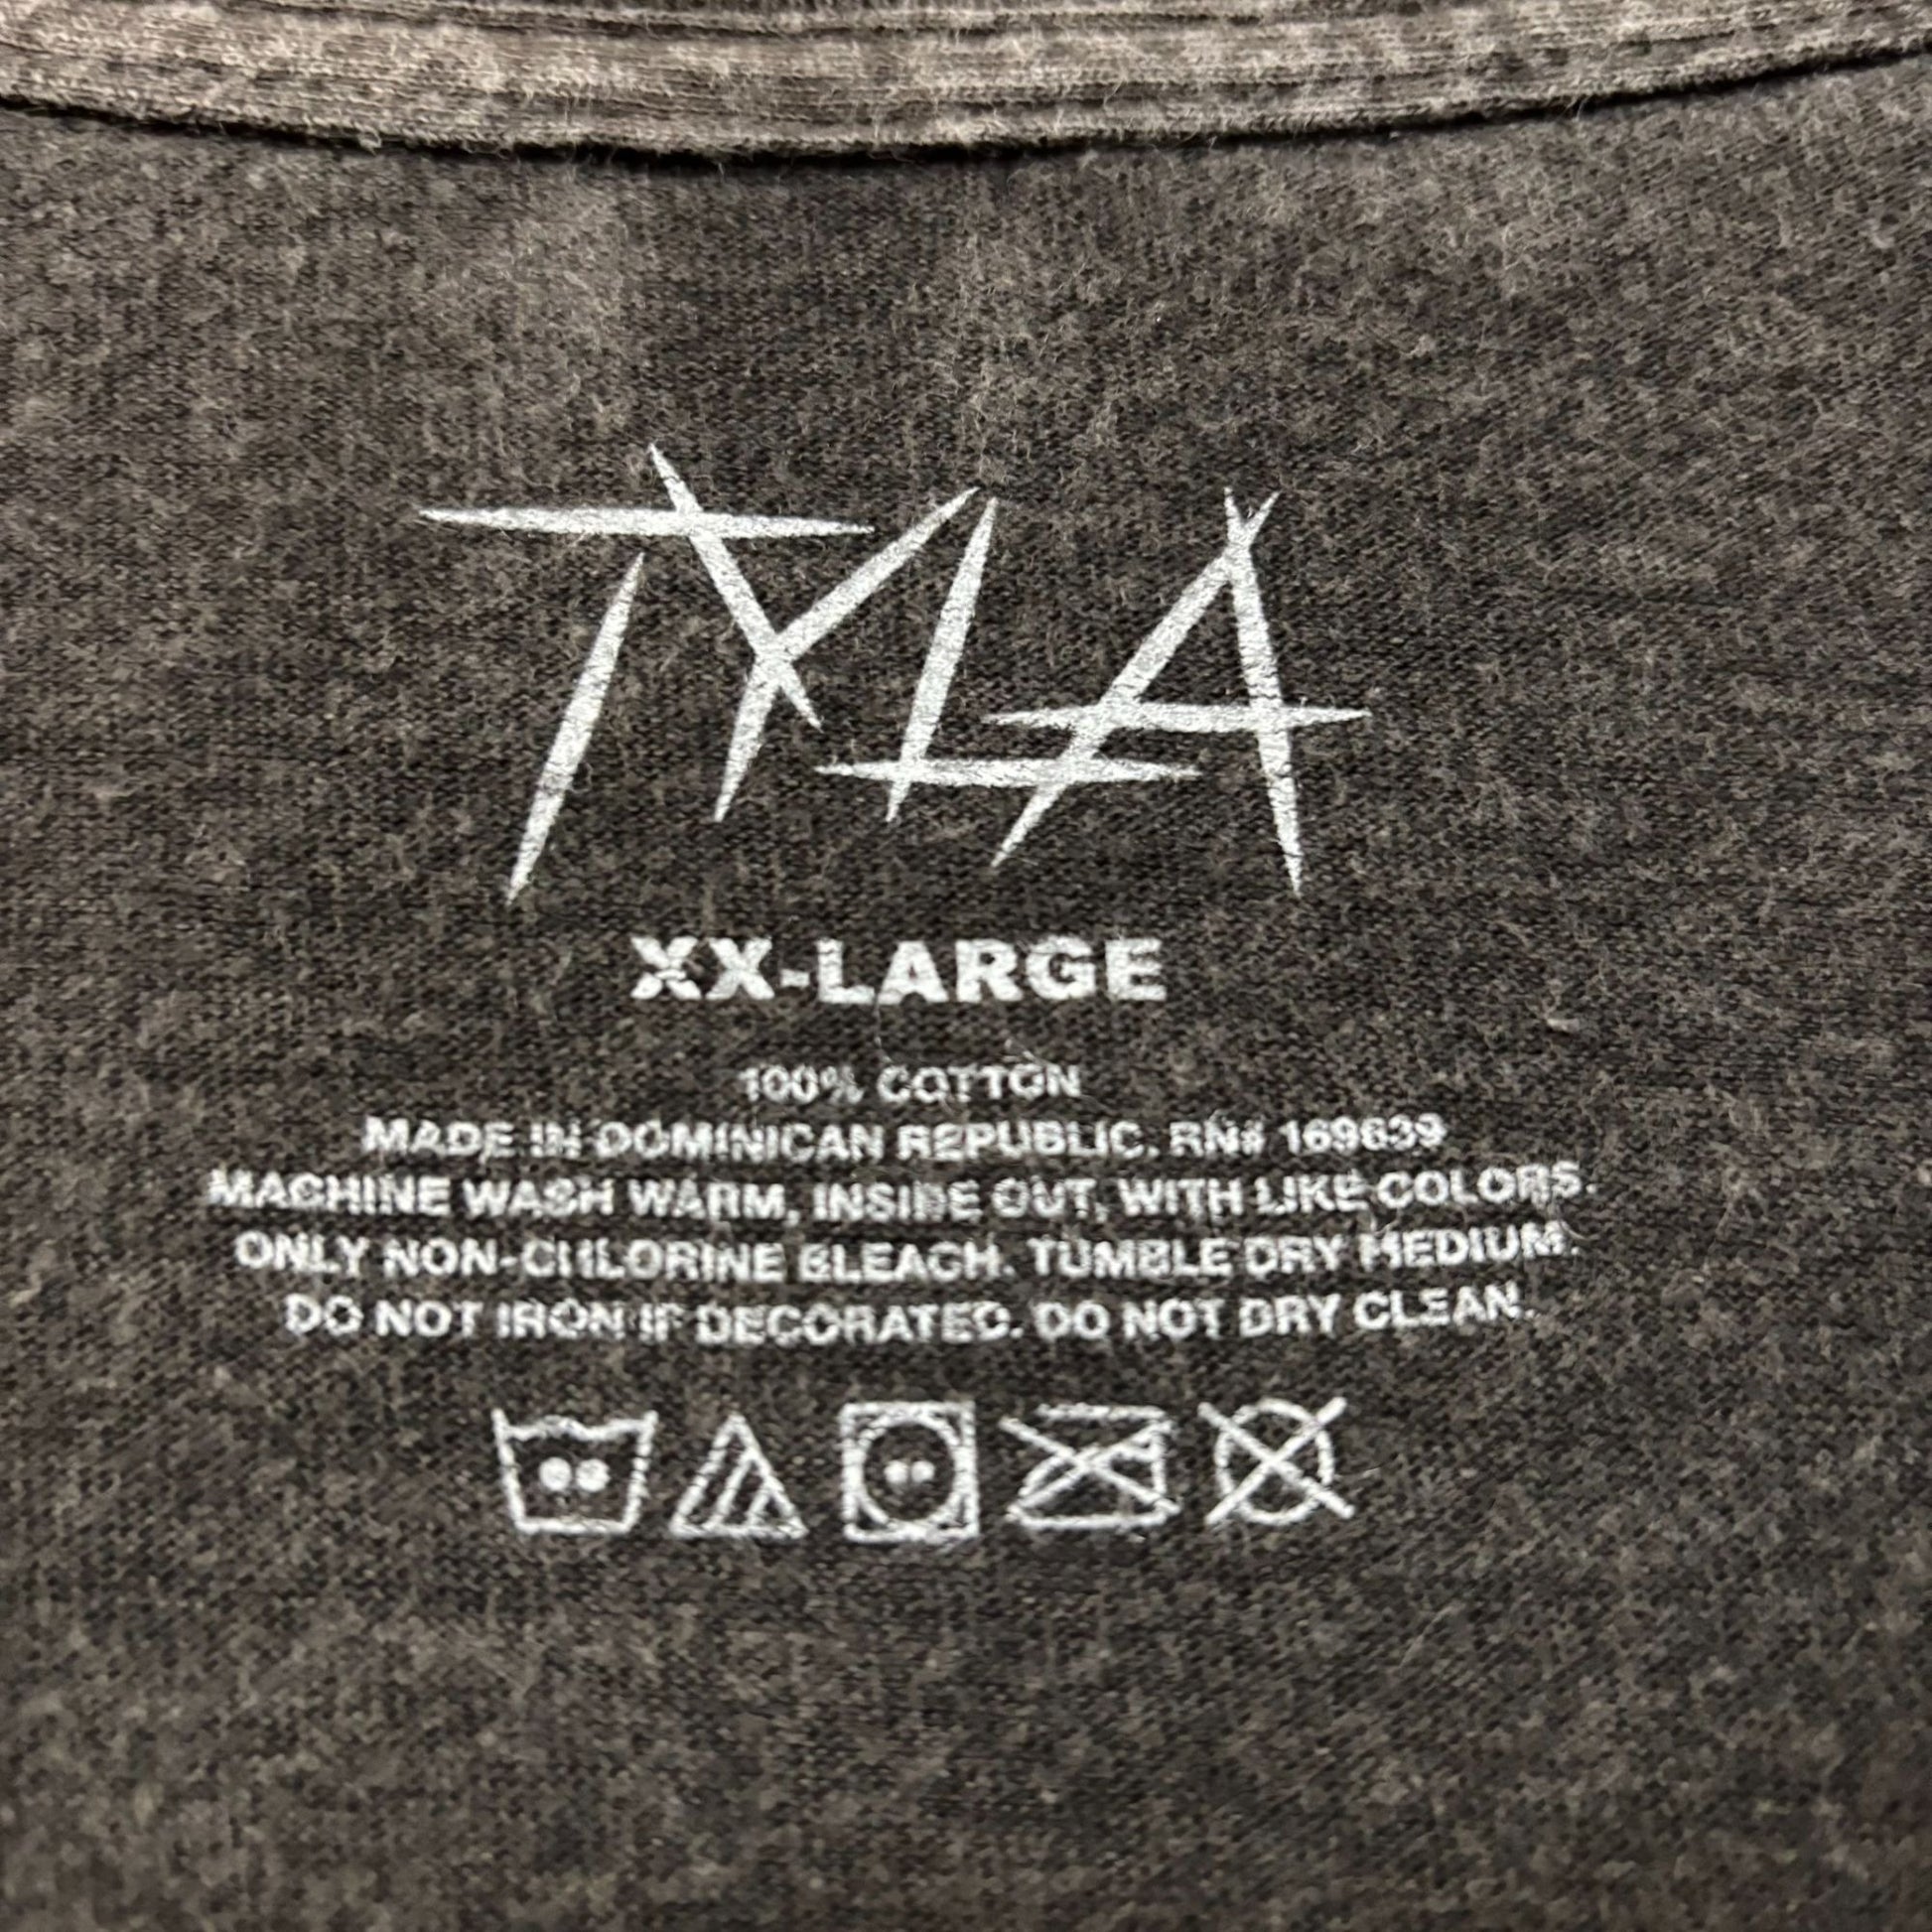 TYLA
XX-LARGE
100% COTTON
MADE IN DOMINICAN REPUBLIC. RN# 169639
MACHINE WASH WARM, INSIDE OUT, WITH LIKE COLORS.
ONLY NON-CHLORINE BLEACH. TUMBLE DRY MEDIUM.
DO NOT IRON IF DECORATED. DO NOT DRY CLEAN.